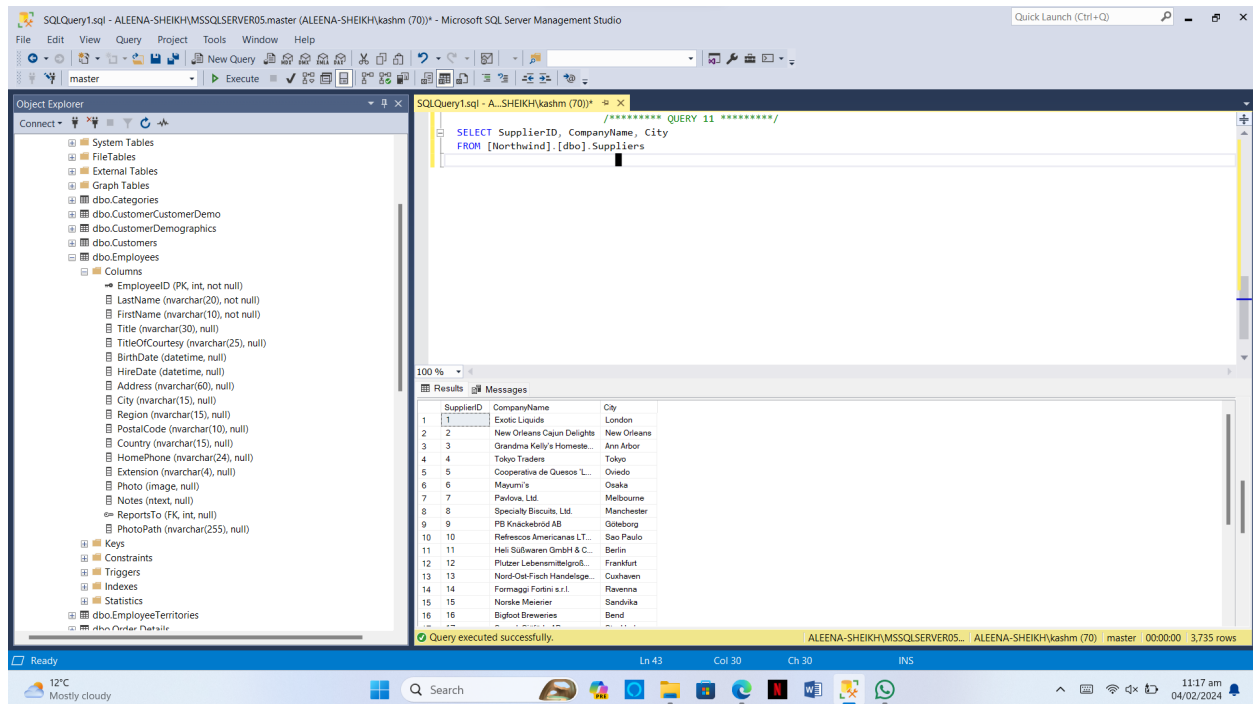 SQLQuery1.sql - ALEENA-SHEIKH\MSSQLSERVER05.master (ALEENA-SHEIKH\kashm (70))* - Microsoft SQL Server Management Studio
Quick Launch (Ctrl+Q)
File Edit View Query Project Tools Window Help
New Query
master
Execute
Object Explorer
Connect
System Tables
FileTables
External Tables
Graph Tables
dbo.Categories
dbo.CustomerCustomerDemo
dbo.CustomerDemographics
dbo.Customers
dbo.Employees
Columns
EmployeeID (PK, int, not null)
LastName (nvarchar(20), not null)
FirstName (nvarchar(10), not null)
Title (nvarchar(30), null)
TitleOfCourtesy (nvarchar(25), null)
BirthDate (datetime, null)
HireDate (datetime, null)
Address (nvarchar(60), null)
City (nvarchar(15), null)
Region (nvarchar(15), null)
PostalCode (nvarchar(10), null)
Country (nvarchar(15), null)
HomePhone (nvarchar(24), null)
Extension (nvarchar(4), null)
Photo (image, null)
Notes (ntext, null)
ReportsTo (FK, int, null)
PhotoPath (nvarchar(255), null)
Keys
Constraints
Triggers
Indexes
Statistics
dbo.EmployeeTerritories
dbo.Order Details
SQLQuery1.sql - A...SHEIKH\kashm (70))*
/********* QUERY 11 *********/
SELECT SupplierID, CompanyName, City
FROM [Northwind].[dbo].Suppliers
100 %
Results Messages
SupplierID CompanyName City
1 1 Exotic Liquids London
2 2 New Orleans Cajun Delights New Orleans
3 3 Grandma Kelly's Homeste... Ann Arbor
4 4 Tokyo Traders Tokyo
5 5 Cooperativa de Quesos 'L... Oviedo
6 6 Mayumi's Osaka
7 7 Pavlova, Ltd. Melbourne
8 8 Specialty Biscuits, Ltd. Manchester
9 9 PB Knäckebröd AB Göteborg
10 10 Refrescos Americanas LT... Sao Paulo
11 11 Heli Süßwaren GmbH & C... Berlin
12 12 Plutzer Lebensmittelgroß... Frankfurt
13 13 Nord-Ost-Fisch Handelsge... Cuxhaven
14 14 Formaggi Fortini s.r.l. Ravenna
15 15 Norske Meierier Sandvika
16 16 Bigfoot Breweries Bend
Query executed successfully.
ALEENA-SHEIKH\MSSQLSERVER05... ALEENA-SHEIKH\kashm (70) master 00:00:00 3,735 rows
Ready Ln 43 Col 30 Ch 30 INS
12°C
Mostly cloudy
Search
11:17 am
04/02/2024